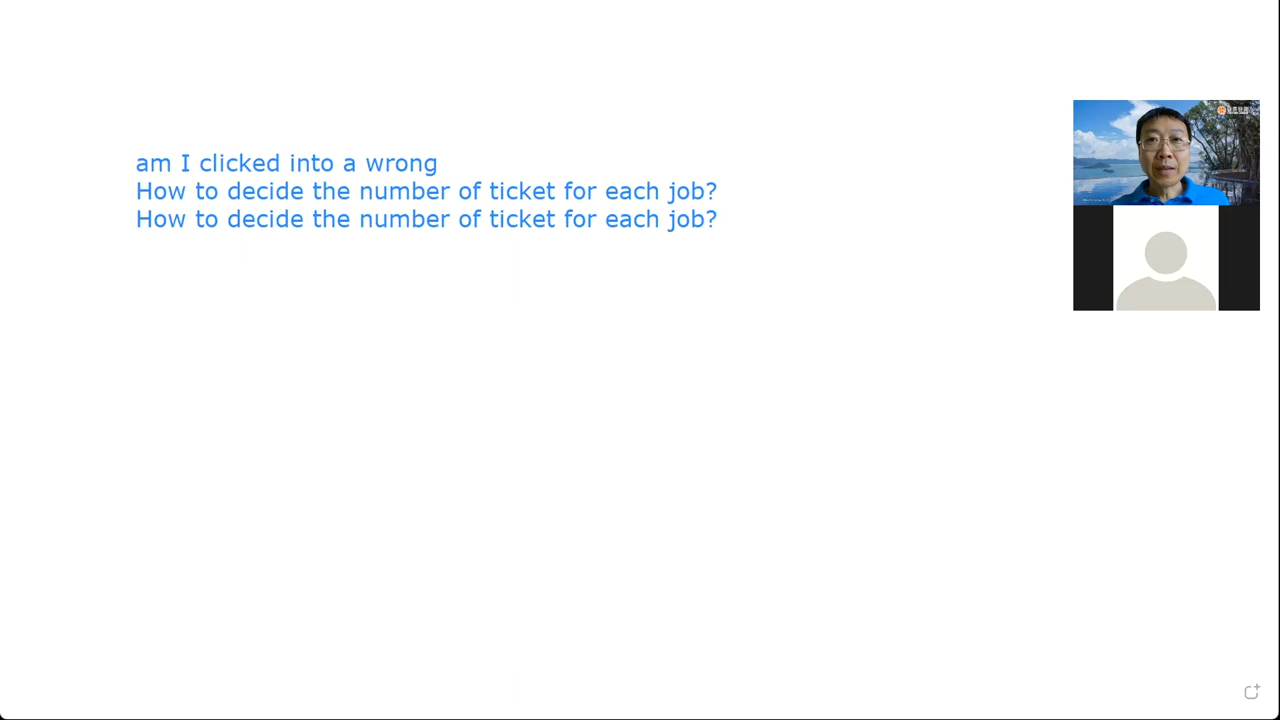 am I clicked into a wrong
How to decide the number of ticket for each job?
How to decide the number of ticket for each job?